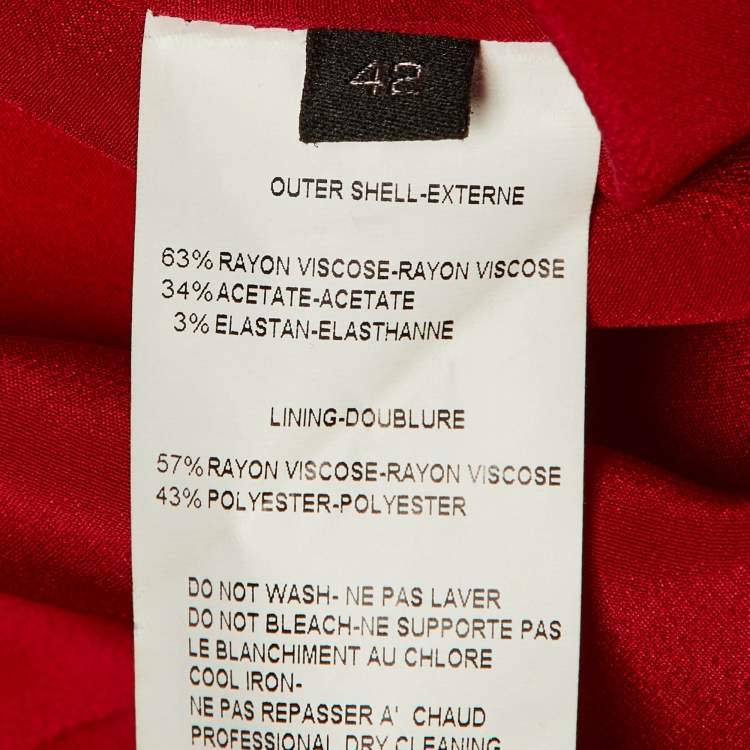 42
OUTER SHELL-EXTERNE
63% RAYON VISCOSE-RAYON VISCOSE
34% ACETATE-ACETATE
3% ELASTAN-ELASTHANNE
LINING-DOUBLURE
57% RAYON VISCOSE-RAYON VISCOSE
43% POLYESTER-POLYESTER
DO NOT WASH- NE PAS LAVER
DO NOT BLEACH-NE SUPPORTE PAS
LE BLANCHIMENT AU CHLORE
COOL IRON-
NE PAS REPASSER A' CHAUD
PROFESSIONAL DRY CLEANING